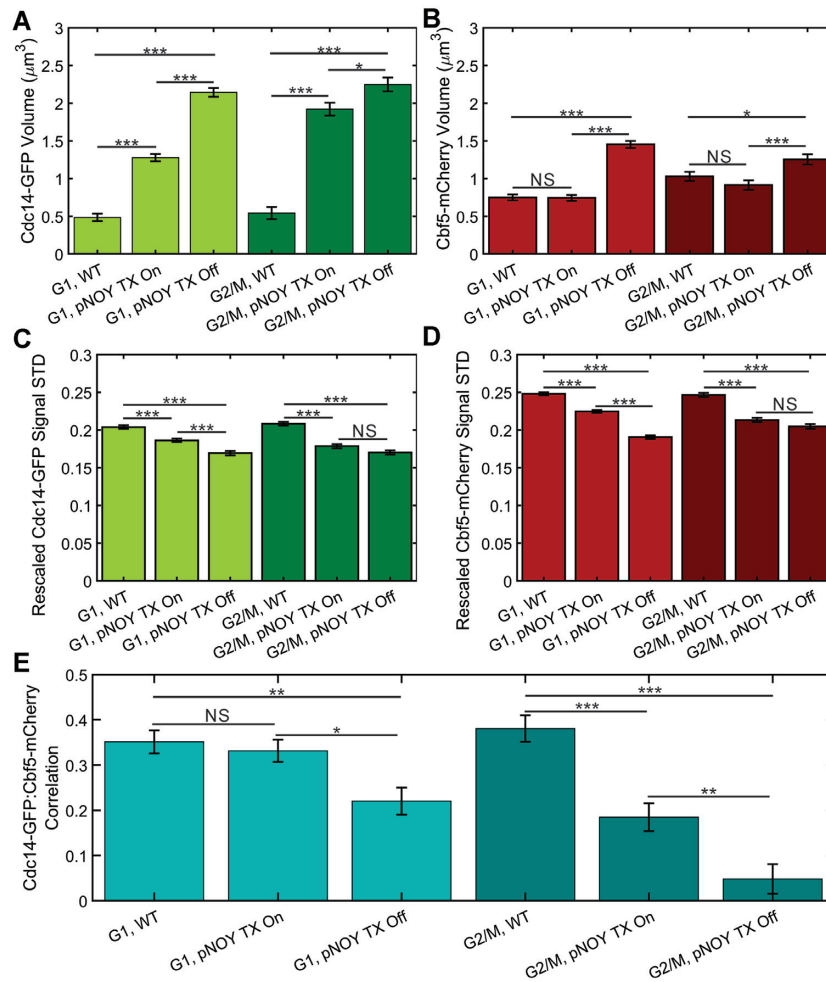 A
Cdc14-GFP Volume (μm³)
3
2.5
2
1.5
1
0.5
0
***
***
***
***
***
*
G1, WT
G1, pNOY TX On
G1, pNOY TX Off
G2/M, WT
G2/M, pNOY TX On
G2/M, pNOY TX Off
B
Cbf5-mCherry Volume (μm³)
3
2.5
2
1.5
1
0.5
0
***
***
NS
*
***
NS
G1, WT
G1, pNOY TX On
G1, pNOY TX Off
G2/M, WT
G2/M, pNOY TX On
G2/M, pNOY TX Off
C
Rescaled Cdc14-GFP Signal STD
0.3
0.25
0.2
0.15
0.1
0.05
0
***
***
***
***
***
NS
G1, WT
G1, pNOY TX On
G1, pNOY TX Off
G2/M, WT
G2/M, pNOY TX On
G2/M, pNOY TX Off
D
Rescaled Cbf5-mCherry Signal STD
0.3
0.25
0.2
0.15
0.1
0.05
0
***
***
***
***
***
NS
G1, WT
G1, pNOY TX On
G1, pNOY TX Off
G2/M, WT
G2/M, pNOY TX On
G2/M, pNOY TX Off
E
Cdc14-GFP:Cbf5-mCherry
Correlation
0.5
0.4
0.3
0.2
0.1
0
**
NS
*
***
***
**
G1, WT
G1, pNOY TX On
G1, pNOY TX Off
G2/M, WT
G2/M, pNOY TX On
G2/M, pNOY TX Off